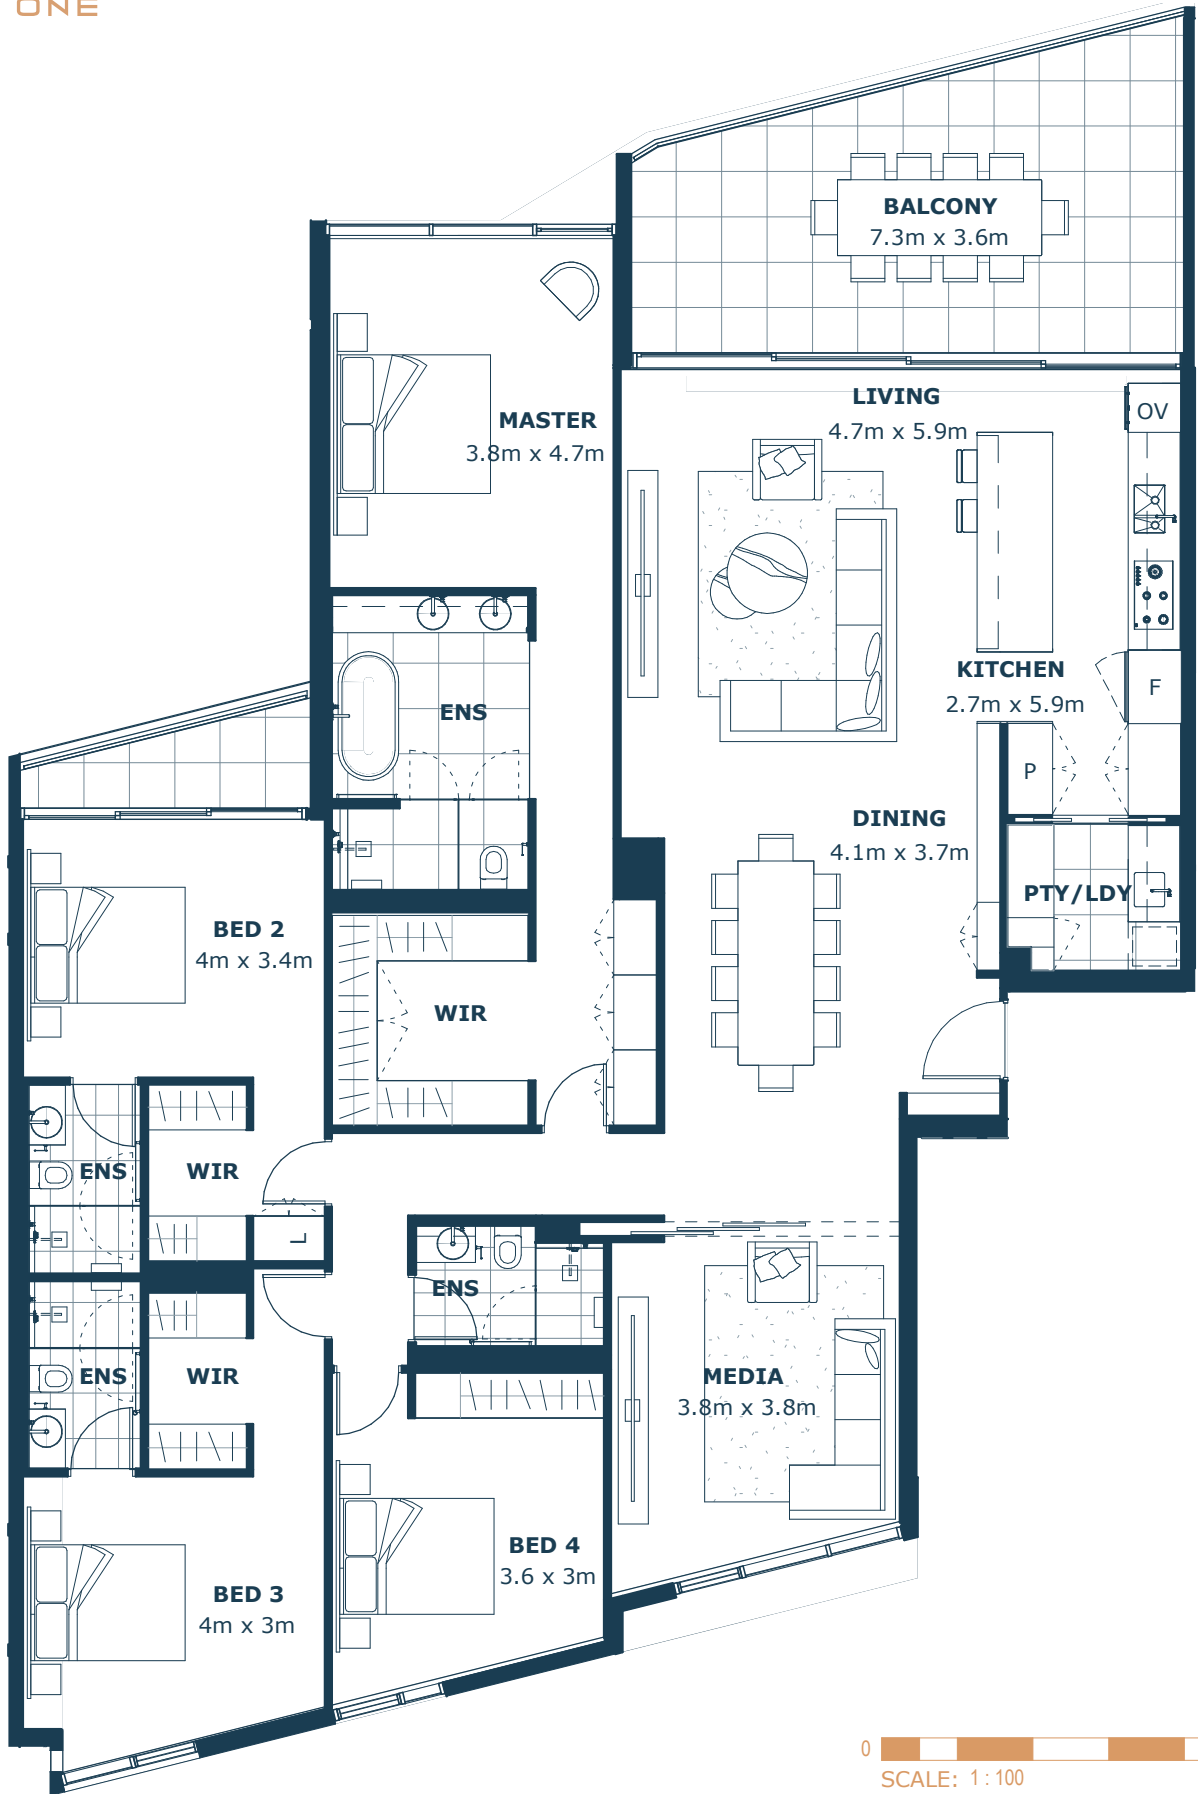 ONE
BALCONY
7.3m x 3.6m
LIVING
4.7m x 5.9m
OV
MASTER
3.8m x 4.7m
KITCHEN
2.7m x 5.9m
F
ENS
P
DINING
4.1m x 3.7m
PTY/LDY
BED 2
4m x 3.4m
WIR
ENS
WIR
L
ENS
ENS
WIR
MEDIA
3.8m x 3.8m
BED 4
3.6 x 3m
BED 3
4m x 3m
0
SCALE: 1 : 100